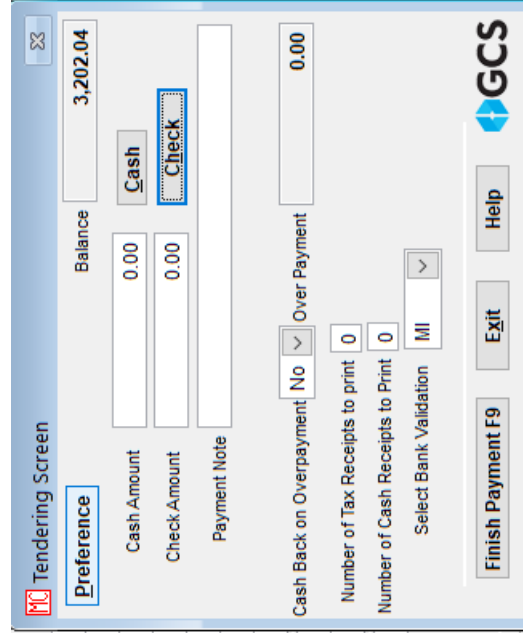 MC Tendering Screen
Preference Balance 3,202.04
Cash Amount 0.00 Cash
Check Amount 0.00 Check
Payment Note
Cash Back on Overpayment No Over Payment 0.00
Number of Tax Receipts to print 0
Number of Cash Receipts to Print 0
Select Bank Validation MI
Finish Payment F9 Exit Help GCS